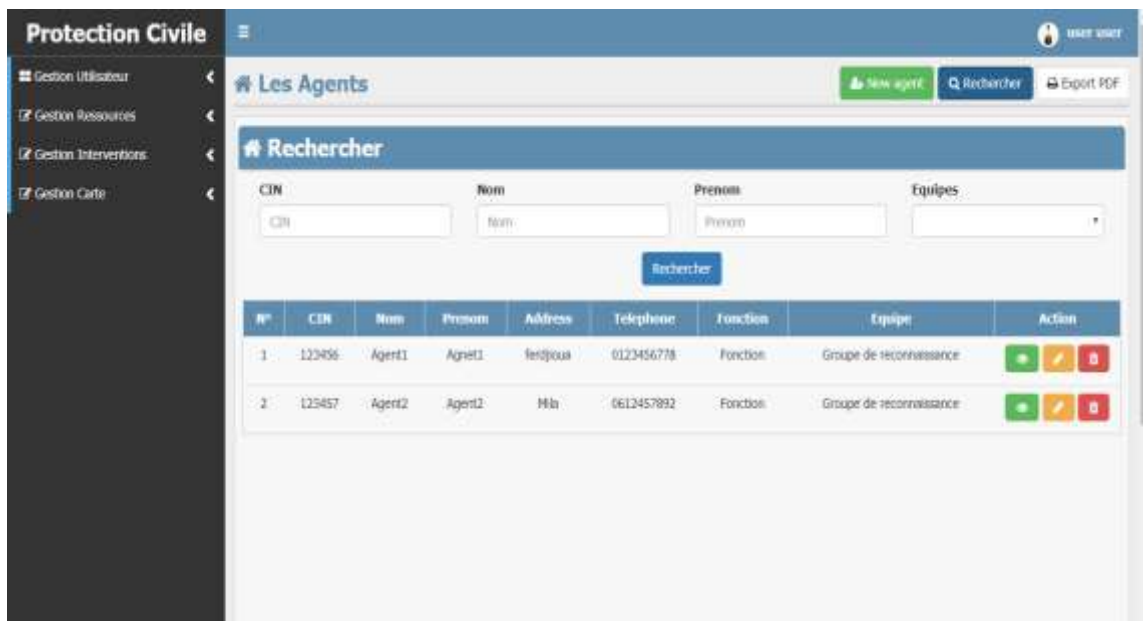 Protection Civile
user user
Gestion Utilisateur
Gestion Ressources
Gestion Interventions
Gestion Carte
Les Agents
New agent
Rechercher
Export PDF
Rechercher
CIN Nom Prenom Equipes
CIN Nom Prenom
Rechercher
N° CIN Nom Prenom Address Telephone Fonction Equipe Action
1 123456 Agent1 Agnet1 ferdjioua 0123456778 Fonction Groupe de reconnaissance
2 123457 Agent2 Agent2 Mila 0612457892 Fonction Groupe de reconnaissance